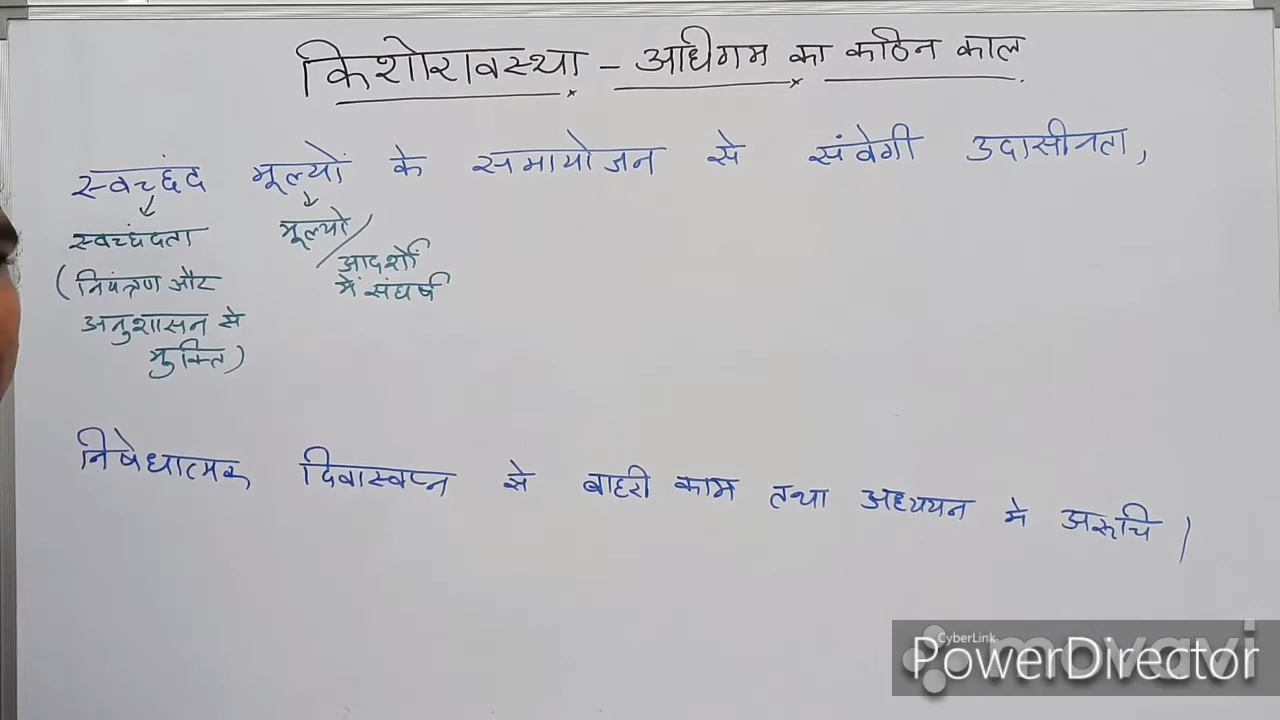 किशोरावस्था - अधिगम का कठिन काल
स्वच्छंद मूल्यों के समायोजन से संवेगी उदासीनता,
स्वच्छंदता
(नियंत्रण और
अनुशासन से
मुक्ति)
मूल्यो/
आदर्शों
में संघर्ष
निषेधात्मक दिवास्वप्न से बाहरी काम तथा अध्ययन मे अरूचि |
CyberLink
PowerDirector
movavi